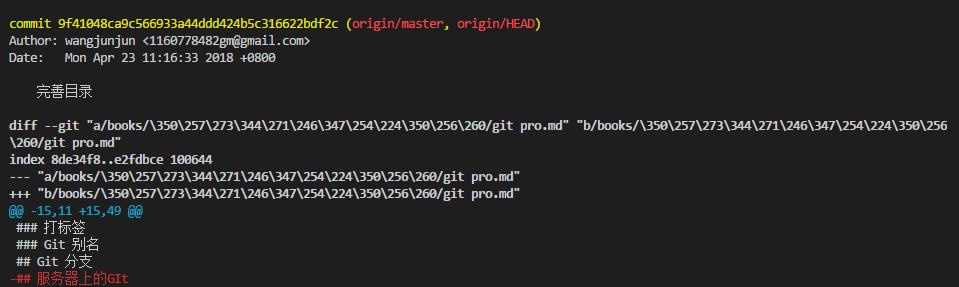 commit 9f41048ca9c566933a44ddd424b5c316622bdf2c (origin/master, origin/HEAD)
Author: wangjunjun <1160778482gm@gmail.com>
Date:   Mon Apr 23 11:16:33 2018 +0800
完善目录
diff --git "a/books/\350\257\273\344\271\246\347\254\224\350\256\260/git pro.md" "b/books/\350\257\273\344\271\246\347\254\224\350\256
\260/git pro.md"
index 8de34f8..e2fdbce 100644
--- "a/books/\350\257\273\344\271\246\347\254\224\350\256\260/git pro.md"
+++ "b/books/\350\257\273\344\271\246\347\254\224\350\256\260/git pro.md"
@@ -15,11 +15,49 @@
### 打标签
### Git 别名
## Git 分支
-## 服务器上的GIt